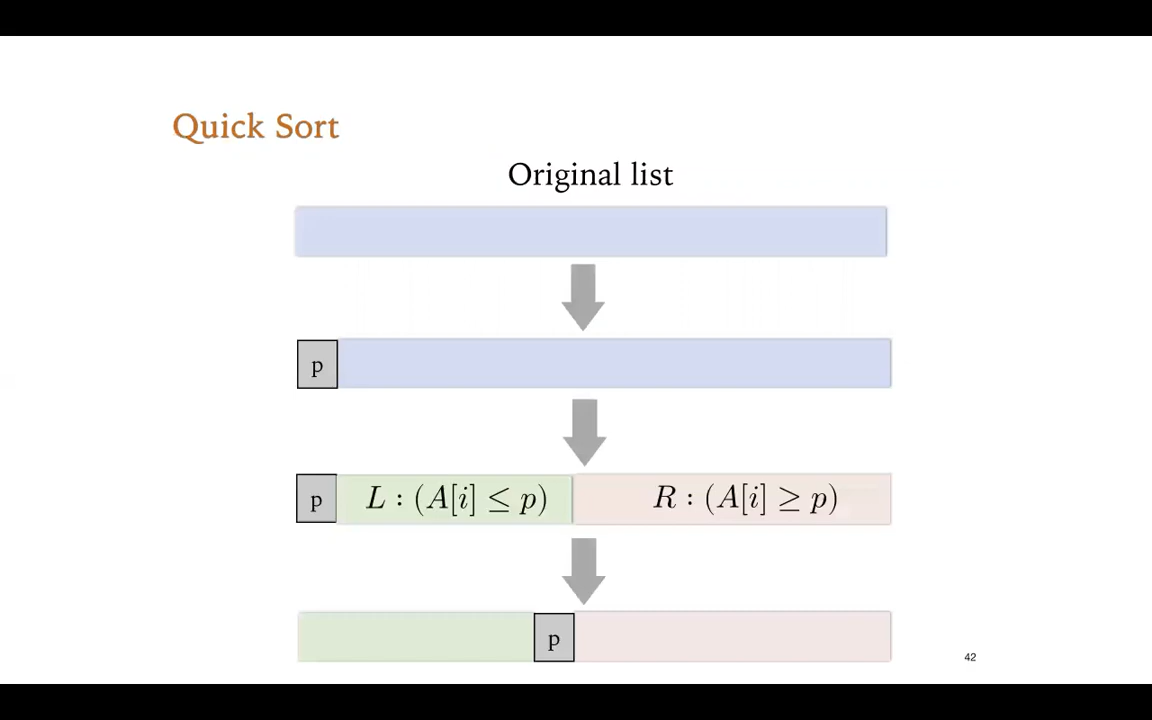 Quick Sort
Original list
p
p L : (A[i] ≤ p) R : (A[i] ≥ p)
p
42